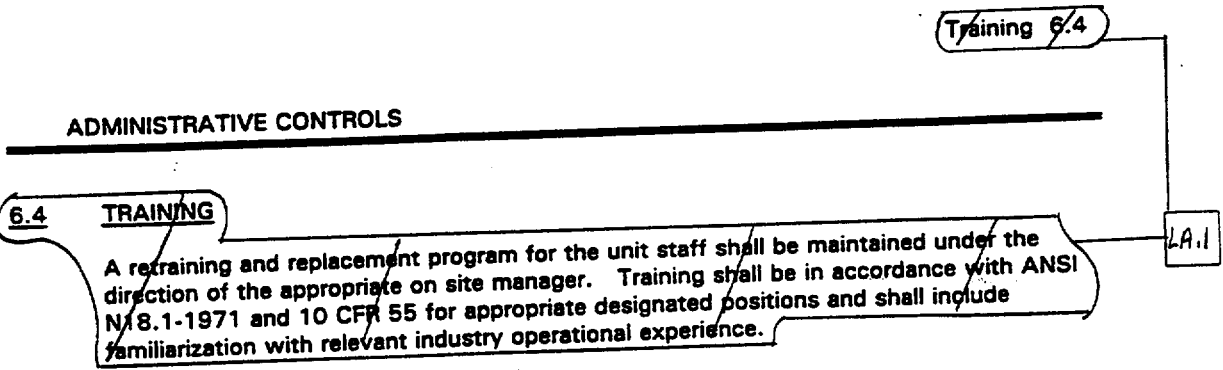 Training 6.4
ADMINISTRATIVE CONTROLS
6.4 TRAINING
LA.1
A retraining and replacement program for the unit staff shall be maintained under the
direction of the appropriate on site manager. Training shall be in accordance with ANSI
N18.1-1971 and 10 CFR 55 for appropriate designated positions and shall include
familiarization with relevant industry operational experience.